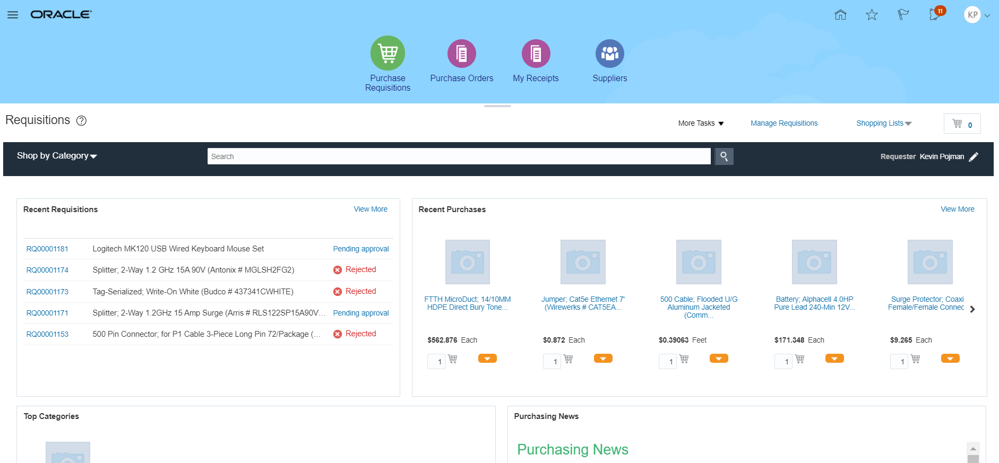 ORACLE
11
KP
Purchase
Requisitions
Purchase Orders
My Receipts
Suppliers
Requisitions ?
More Tasks
Manage Requisitions
Shopping Lists
0
Shop by Category
Search
Requester Kevin Pojman
Recent Requisitions
View More
RQ00001181 Logitech MK120 USB Wired Keyboard Mouse Set Pending approval
RQ00001174 Splitter; 2-Way 1.2 GHz 15A 90V (Antonix # MGLSH2FG2) Rejected
RQ00001173 Tag-Serialized; Write-On White (Budco # 437341CWHITE) Rejected
RQ00001171 Splitter; 2-Way 1.2GHz 15 Amp Surge (Arris # RLS122SP15A90V... Pending approval
RQ00001153 500 Pin Connector; for P1 Cable 3-Piece Long Pin 72/Package (... Rejected
Recent Purchases
View More
FTTH MicroDuct; 14/10MM
HDPE Direct Bury Tone...
$562.876 Each
1
Jumper; Cat5e Ethernet 7'
(Wirewerks # CAT5EA...
$0.872 Each
1
500 Cable; Flooded U/G
Aluminum Jacketed
(Comm...
$0.39063 Feet
1
Battery; Alphacell 4.0HP
Pure Lead 240-Min 12V...
$171.348 Each
1
Surge Protector; Coaxi
Female/Female Connec
$9.265 Each
1
Top Categories
Purchasing News
Purchasing News